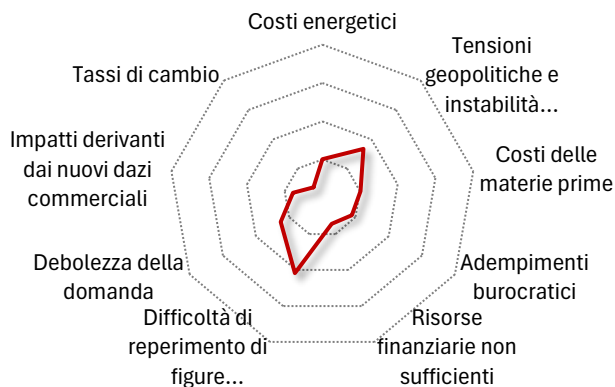 Costi energetici
Tensioni
geopolitiche e
instabilità...
Costi delle
materie prime
Adempimenti
burocratici
Risorse
finanziarie non
sufficienti
Difficoltà di
reperimento di
figure...
Debolezza della
domanda
Impatti derivanti
dai nuovi dazi
commerciali
Tassi di cambio